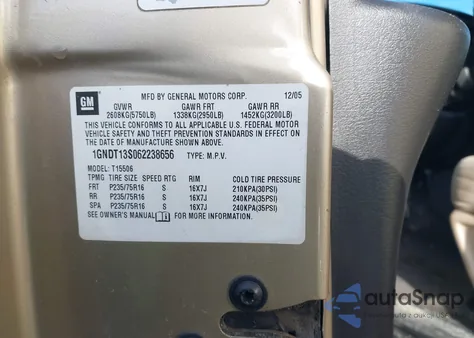 GM
MFD BY GENERAL MOTORS CORP. 12/05
GVWR GAWR FRT GAWR RR
2608KG(5750LB) 1338KG(2950LB) 1452KG(3200LB)
THIS VEHICLE CONFORMS TO ALL APPLICABLE U.S. FEDERAL MOTOR
VEHICLE SAFETY AND THEFT PREVENTION STANDARDS IN EFFECT ON
THE DATE OF MANUFACTURE SHOWN ABOVE.
1GNDT13S062238656 TYPE: M.P.V.
MODEL: T15506
TPMG TIRE SIZE SPEED RTG RIM COLD TIRE PRESSURE
FRT P235/75R16 S 16X7J 210KPA(30PSI)
RR P235/75R16 S 16X7J 240KPA(35PSI)
SPA P235/75R16 S 16X7J 240KPA(35PSI)
SEE OWNER'S MANUAL FOR MORE INFORMATION.
autoSnap